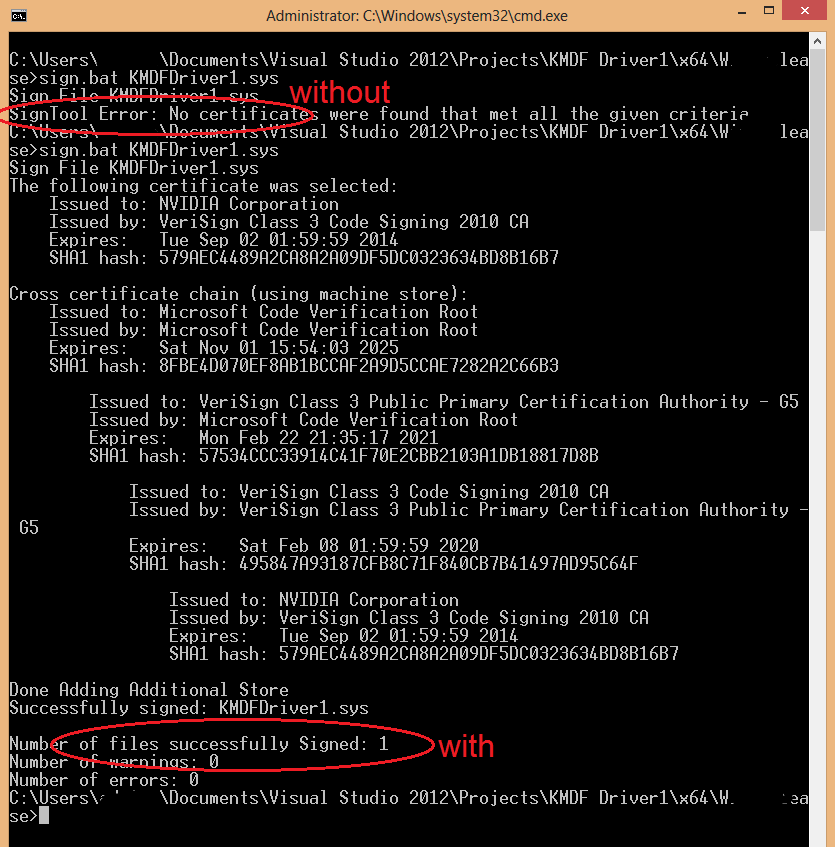 Administrator: C:\Windows\system32\cmd.exe
C:\Users\ \Documents\Visual Studio 2012\Projects\KMDF Driver1\x64\W. lea
se>sign.bat KMDFDriver1.sys
Sign File KMDFDriver1.sys
without
SignTool Error: No certificates were found that met all the given criteria
C:\Users\ \Documents\Visual Studio 2012\Projects\KMDF Driver1\x64\W. lea
se>sign.bat KMDFDriver1.sys
Sign File KMDFDriver1.sys
The following certificate was selected:
Issued to: NVIDIA Corporation
Issued by: VeriSign Class 3 Code Signing 2010 CA
Expires: Tue Sep 02 01:59:59 2014
SHA1 hash: 579AEC4489A2CA8A2A09DF5DC0323634BD8B16B7
Cross certificate chain (using machine store):
Issued to: Microsoft Code Verification Root
Issued by: Microsoft Code Verification Root
Expires: Sat Nov 01 15:54:03 2025
SHA1 hash: 8FBE4D070EF8AB1BCCAF2A9D5CCAE7282A2C66B3
Issued to: VeriSign Class 3 Public Primary Certification Authority - G5
Issued by: Microsoft Code Verification Root
Expires: Mon Feb 22 21:35:17 2021
SHA1 hash: 57534CCC33914C41F70E2CBB2103A1DB18817D8B
Issued to: VeriSign Class 3 Code Signing 2010 CA
Issued by: VeriSign Class 3 Public Primary Certification Authority -
G5
Expires: Sat Feb 08 01:59:59 2020
SHA1 hash: 495847A93187CFB8C71F840CB7B41497AD95C64F
Issued to: NVIDIA Corporation
Issued by: VeriSign Class 3 Code Signing 2010 CA
Expires: Tue Sep 02 01:59:59 2014
SHA1 hash: 579AEC4489A2CA8A2A09DF5DC0323634BD8B16B7
Done Adding Additional Store
Successfully signed: KMDFDriver1.sys
Number of files successfully Signed: 1
with
Number of warnings: 0
Number of errors: 0
C:\Users\ \Documents\Visual Studio 2012\Projects\KMDF Driver1\x64\W. ea
se>